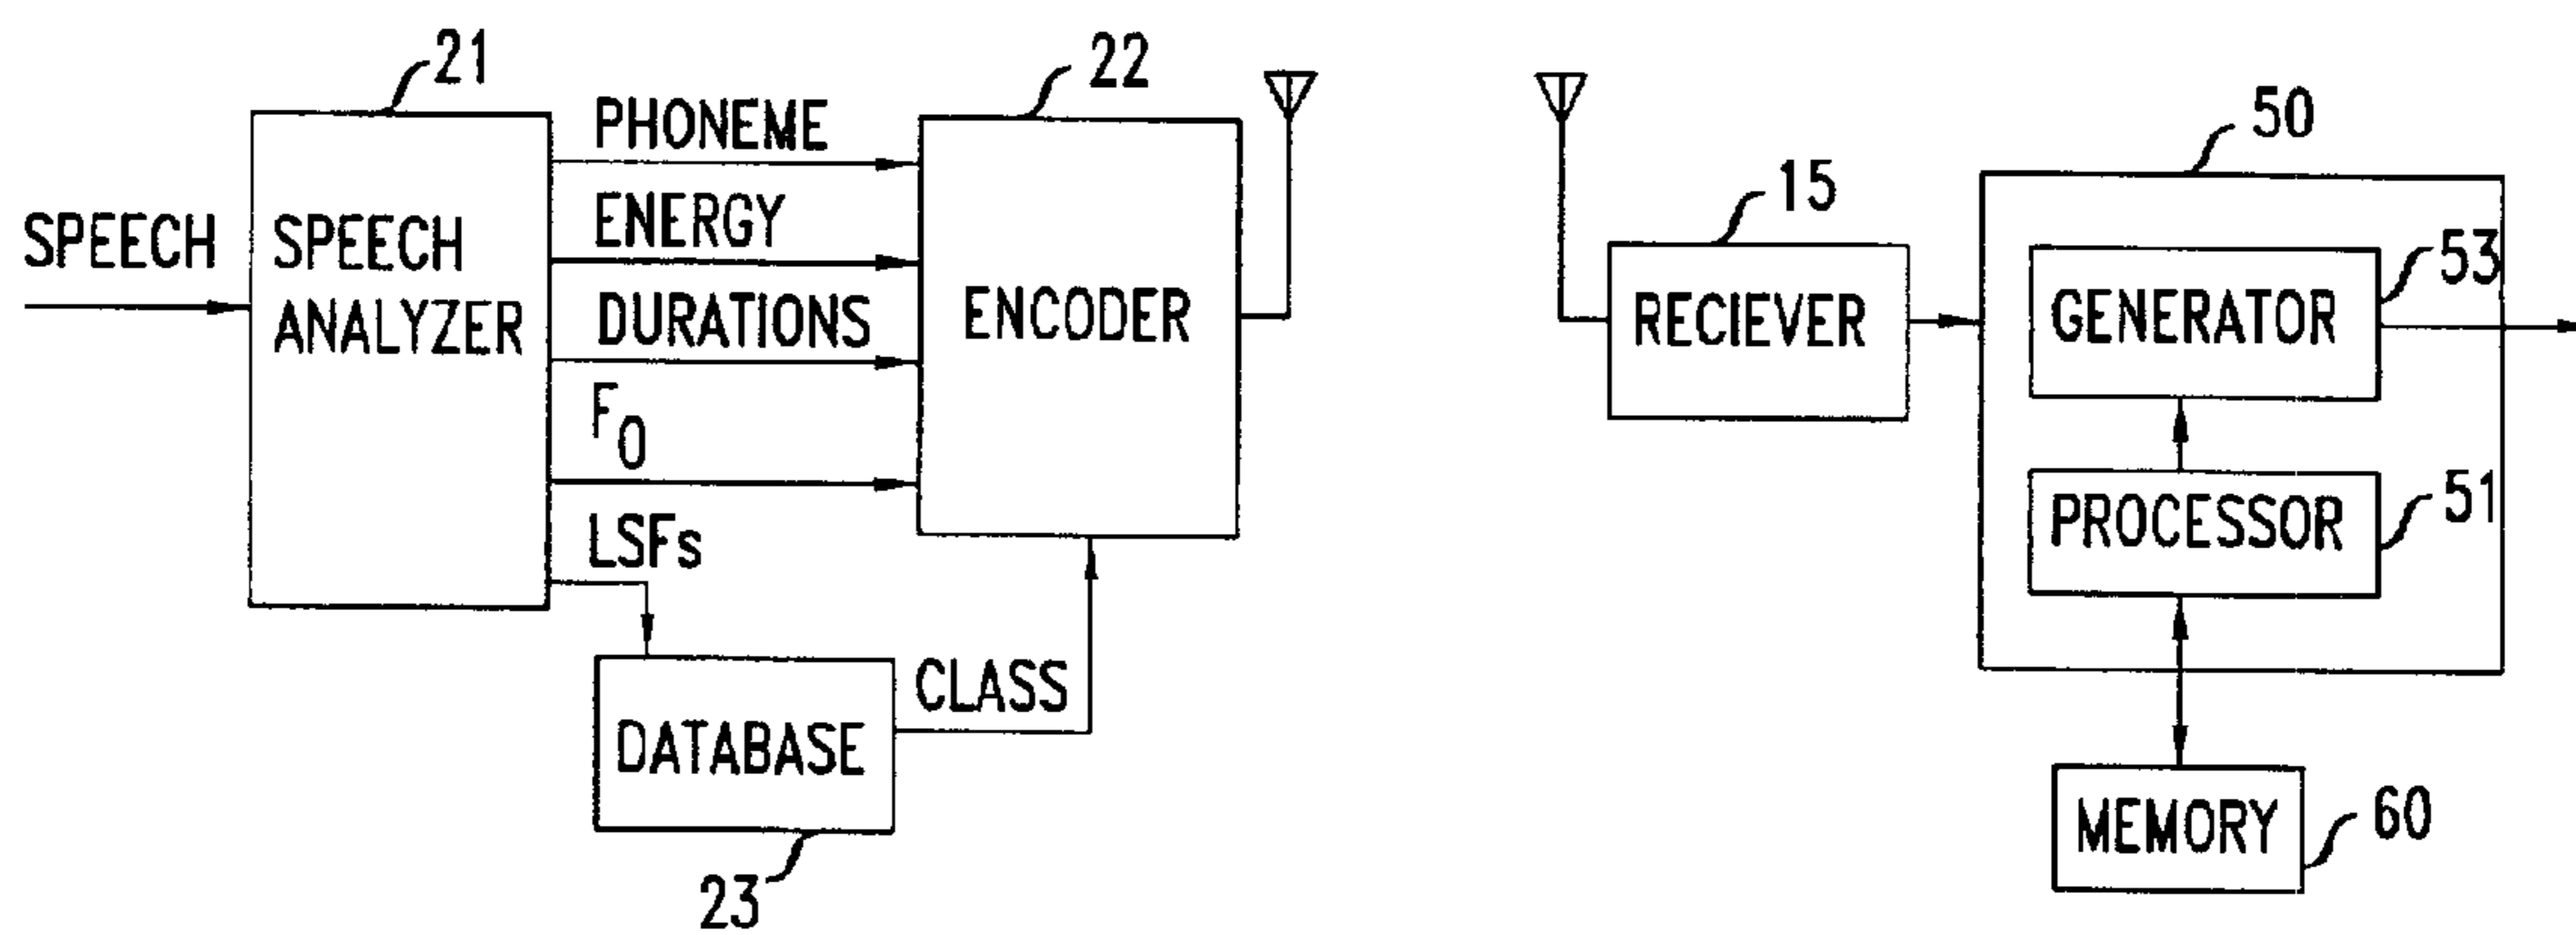 21
22
PHONEME
50
ENERGY
15
SPEECH
SPEECH
ANALYZER
53
DURATIONS
ENCODER
RECIEVER
GENERATOR
F0
LSFs
PROCESSOR
51
CLASS
DATABASE
MEMORY
60
23